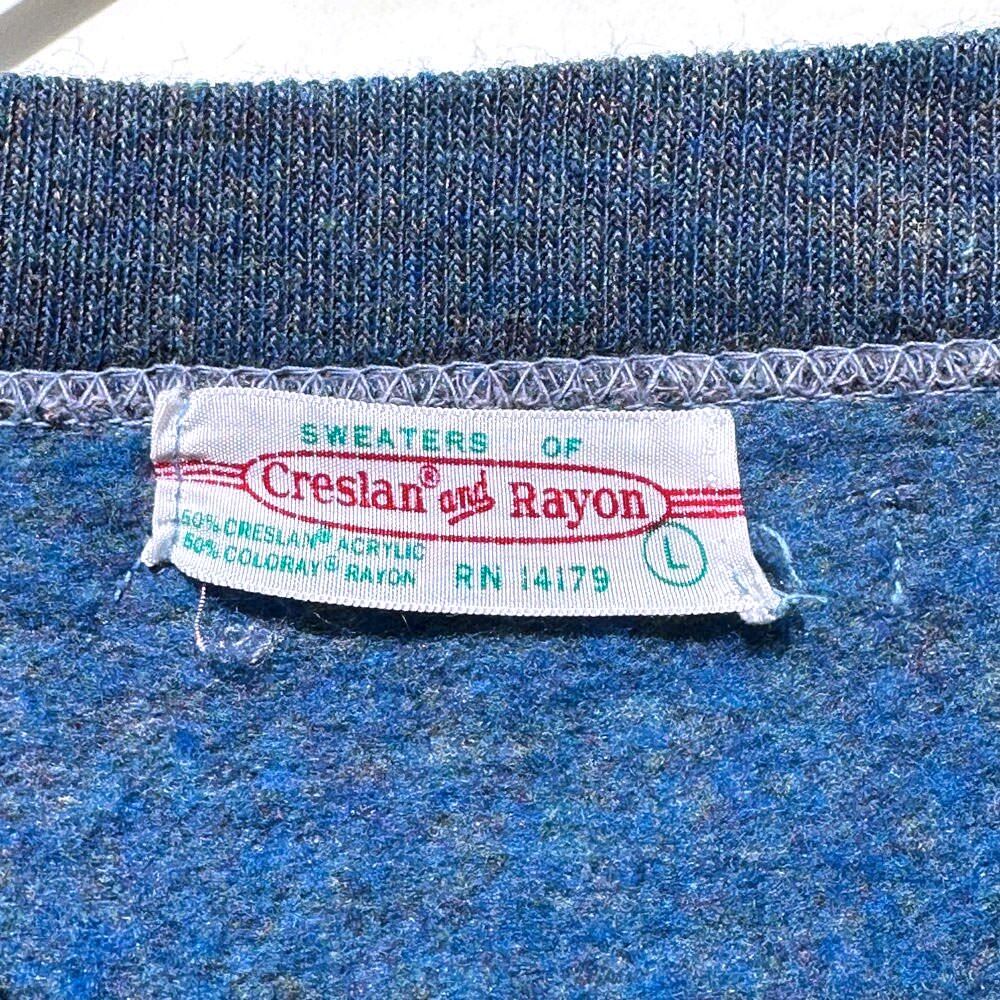 SWEATERS OF
Creslan® and Rayon
50% CRESLAN® ACRYLIC
50% COLORAY® RAYON
RN 14179
L